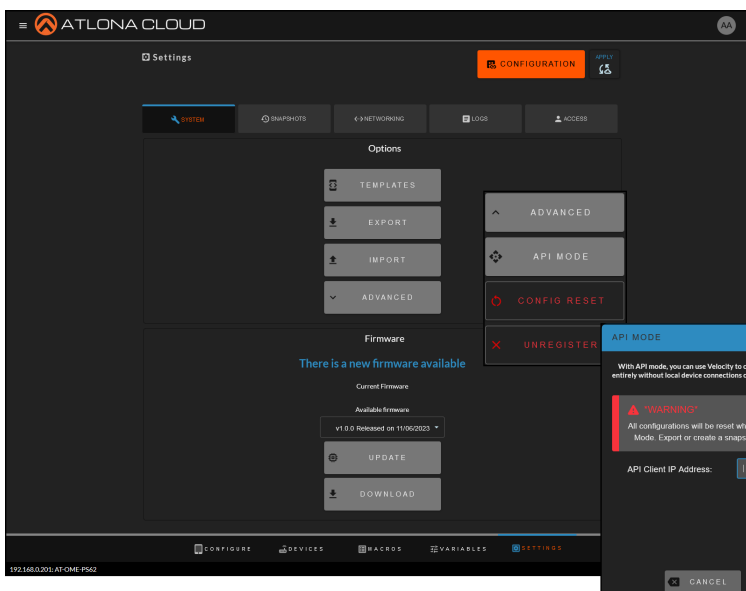 ATLONA CLOUD
AA
Settings
CONFIGURATION
APPLY
SYSTEM
SNAPSHOTS
NETWORKING
LOGS
ACCESS
Options
TEMPLATES
EXPORT
IMPORT
ADVANCED
ADVANCED
API MODE
CONFIG RESET
UNREGISTER
Firmware
There is a new firmware available
Current Firmware
Available firmware
v1.0.0 Released on 11/06/2023
UPDATE
DOWNLOAD
API MODE
With API mode, you can use Velocity to
entirely without local device connections
"WARNING"
All configurations will be reset
Mode. Export or create a
API Client IP Address:
CANCEL
CONFIGURE
DEVICES
MACROS
VARIABLES
SETTINGS
192.168.0.201: AT-OME-PS62